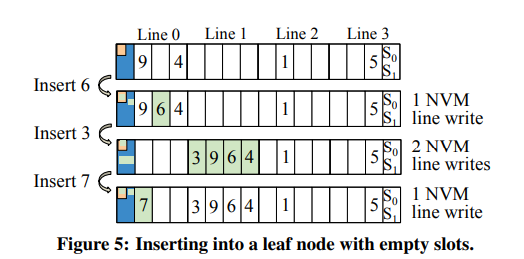 Line 0 Line 1 Line 2 Line 3
9 4 1 5 S0 S1
Insert 6
9 6 4 1 5 S0 S1 1 NVM line write
Insert 3
3 9 6 4 1 5 S0 S1 2 NVM line writes
Insert 7
7 3 9 6 4 1 5 S0 S1 1 NVM line write
Figure 5: Inserting into a leaf node with empty slots.